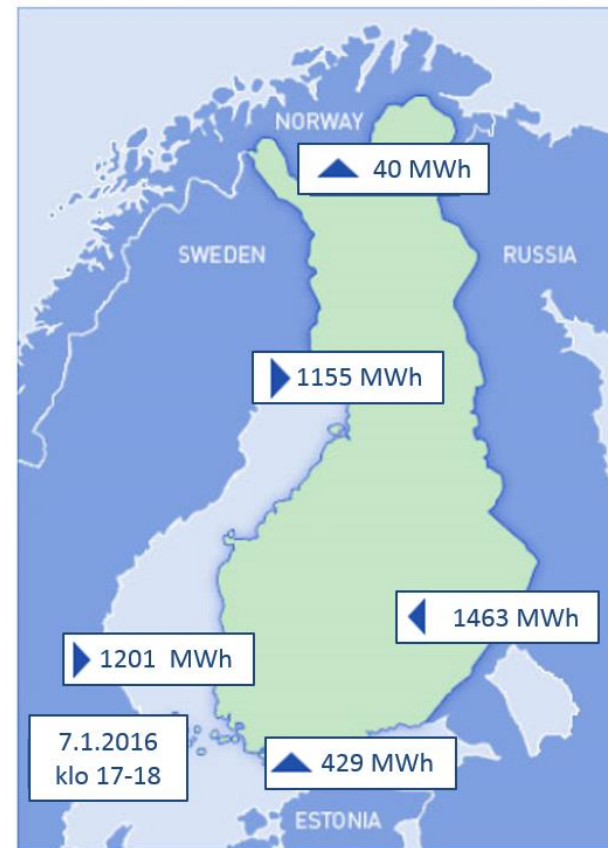 NORWAY
40 MWh
SWEDEN
RUSSIA
1155 MWh
1463 MWh
1201 MWh
7.1.2016
klo 17-18
429 MWh
ESTONIA